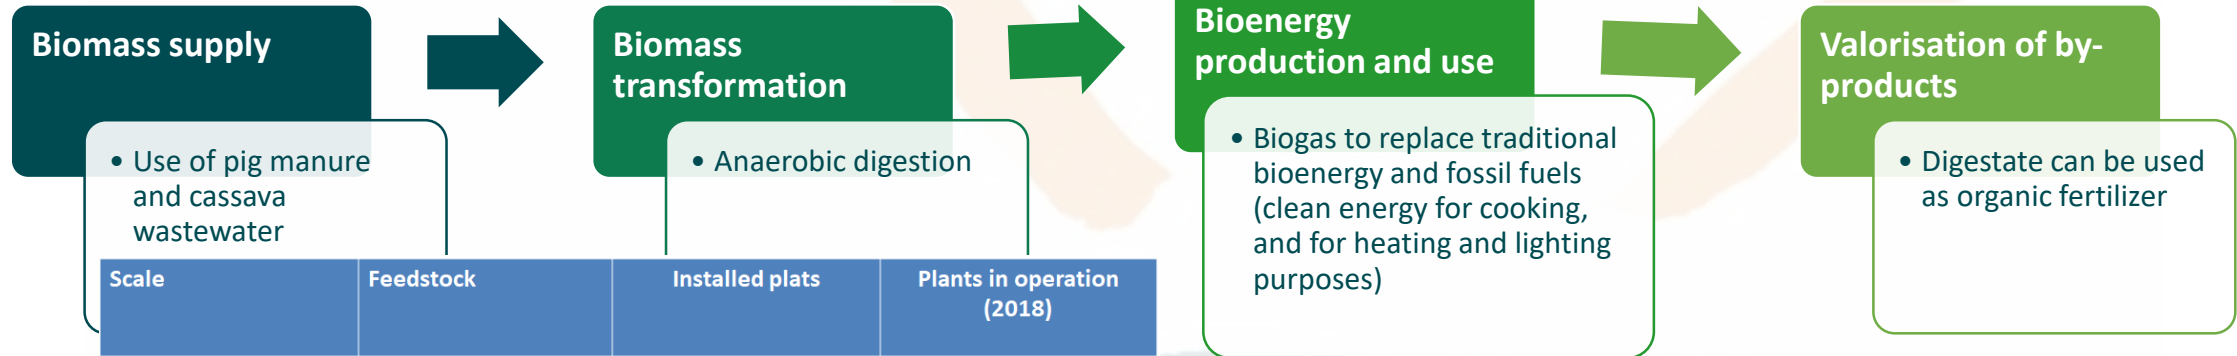 Biomass supply
• Use of pig manure
and cassava
wastewater
Biomass
transformation
• Anaerobic digestion
Bioenergy
production and use
• Biogas to replace traditional
bioenergy and fossil fuels
(clean energy for cooking,
and for heating and lighting
purposes)
Valorisation of by-
products
• Digestate can be used
as organic fertilizer
Scale
Feedstock
Installed plats
Plants in operation
(2018)